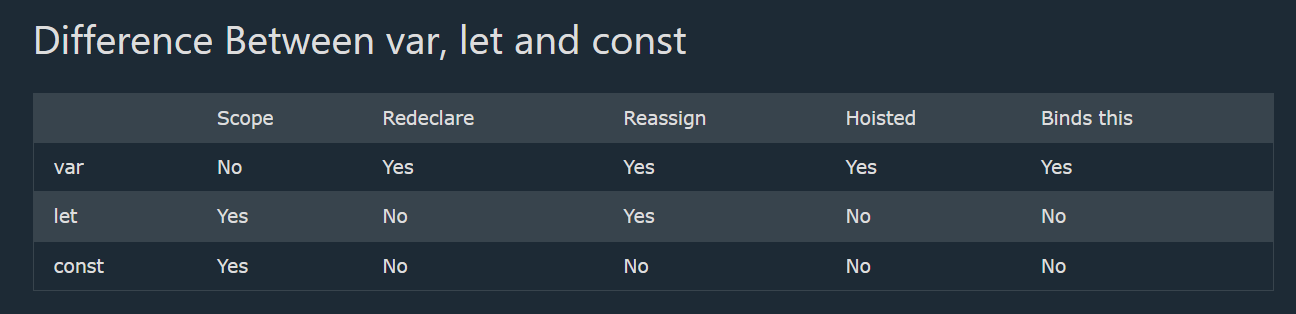 Difference Between var, let and const
Scope Redeclare Reassign Hoisted Binds this
var No Yes Yes Yes Yes
let Yes No Yes No No
const Yes No No No No